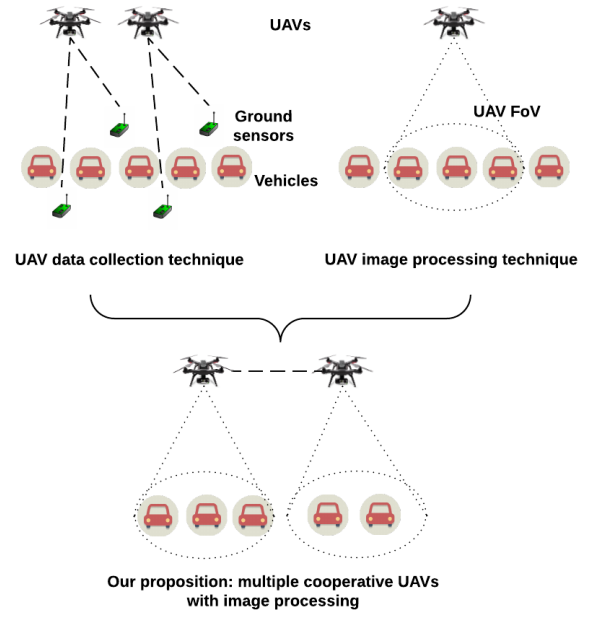 UAVs
UAV FoV
Ground
sensors
Vehicles
UAV data collection technique
UAV image processing technique
Our proposition: multiple cooperative UAVs
with image processing